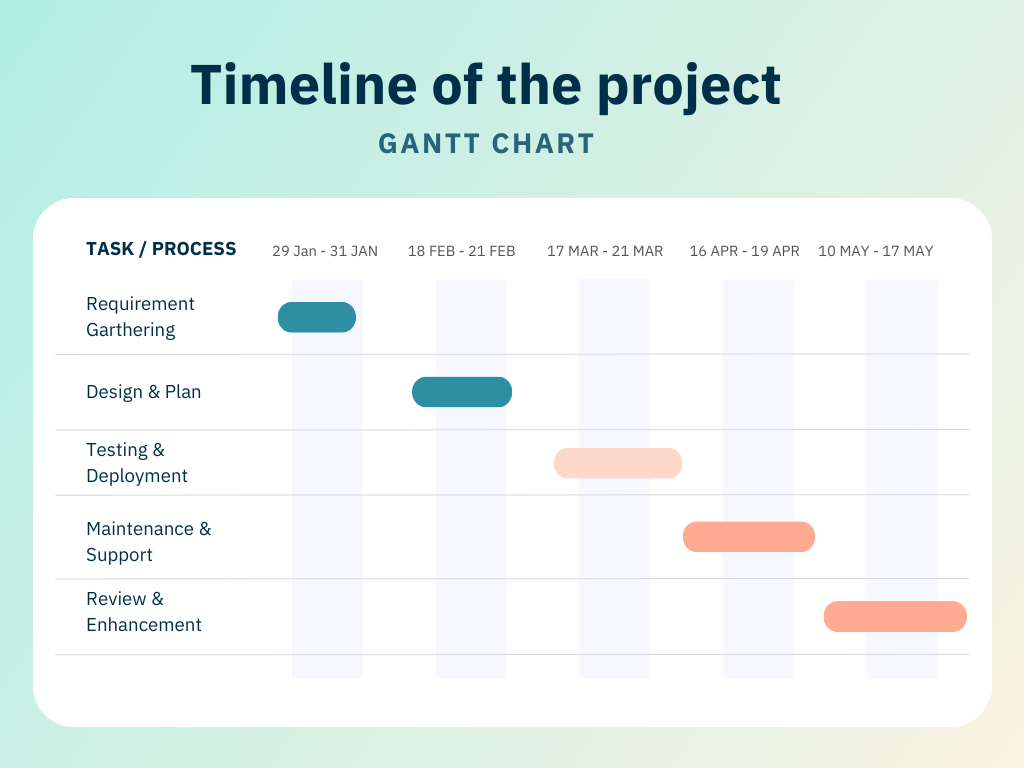 Timeline of the project
GANTT CHART
TASK / PROCESS 29 Jan - 31 JAN 18 FEB - 21 FEB 17 MAR - 21 MAR 16 APR - 19 APR 10 MAY - 17 MAY
Requirement
Garthering
Design & Plan
Testing &
Deployment
Maintenance &
Support
Review &
Enhancement